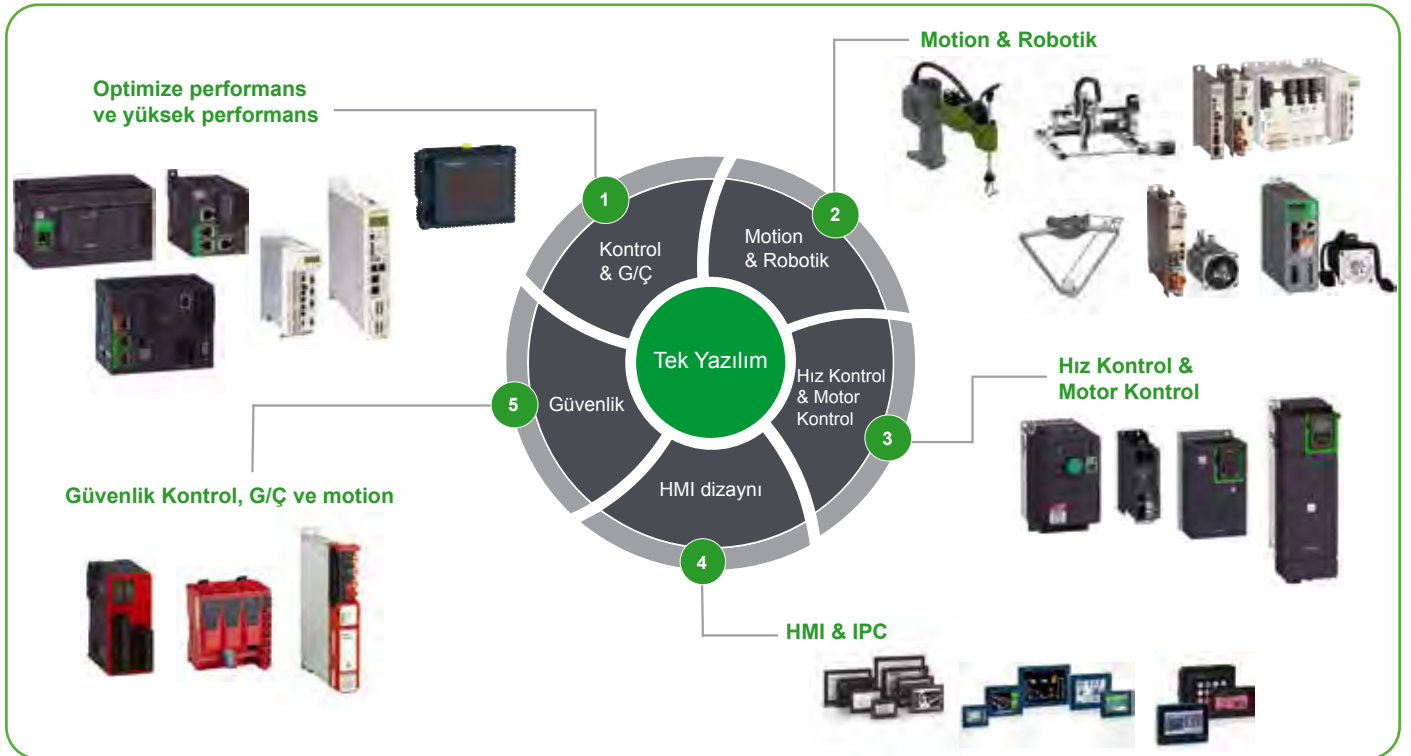 Optimize performans
ve yüksek performans
Motion & Robotik
1
Kontrol
& G/Ç
2
Motion
& Robotik
Tek Yazılım
Hız Kontrol
& Motor
Kontrol
3
Hız Kontrol &
Motor Kontrol
5
Güvenlik
HMI dizaynı
4
Güvenlik Kontrol, G/Ç ve motion
HMI & IPC